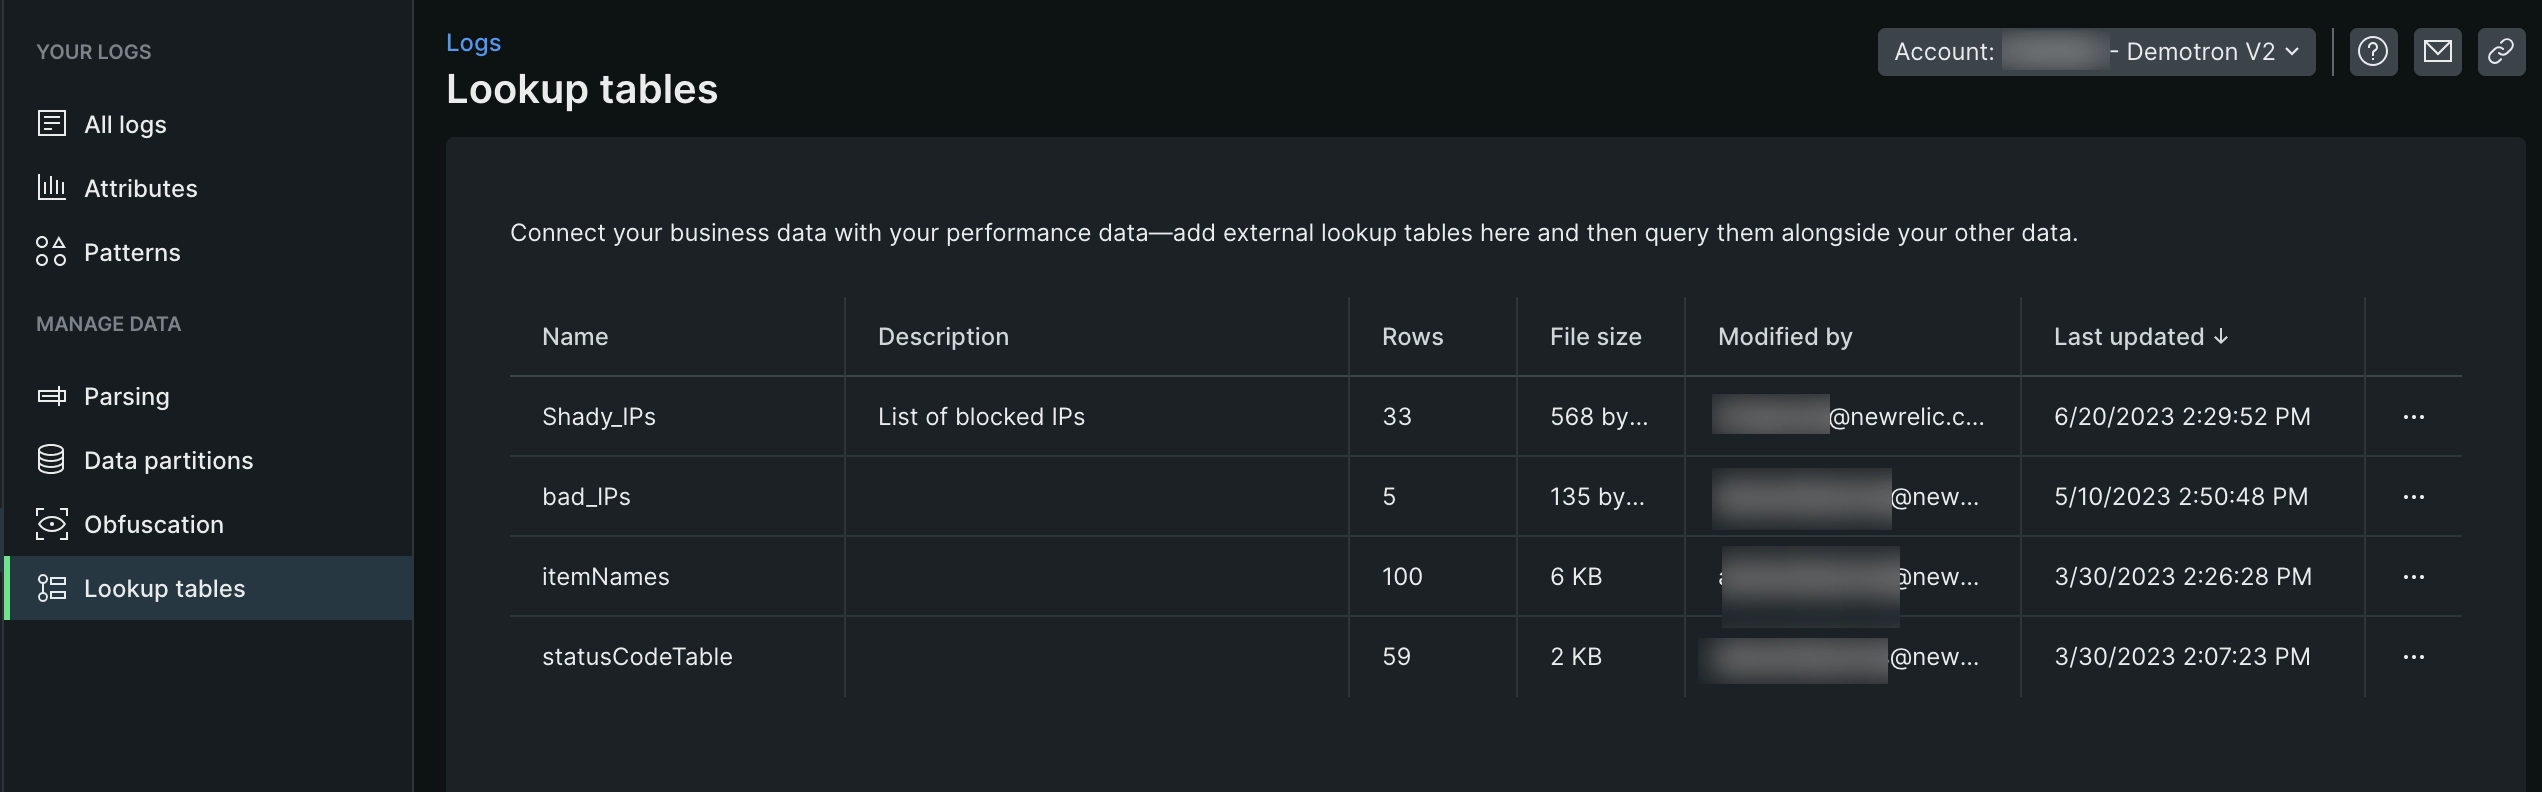 YOUR LOGS
All logs
Attributes
Patterns
MANAGE DATA
Parsing
Data partitions
Obfuscation
Lookup tables
Logs
Account: - Demotron V2
Lookup tables
Connect your business data with your performance data—add external lookup tables here and then query them alongside your other data.
Name Description Rows File size Modified by Last updated ↓
Shady_IPs List of blocked IPs 33 568 by... @newrelic.c... 6/20/2023 2:29:52 PM ...
bad_IPs 5 135 by... @new... 5/10/2023 2:50:48 PM ...
itemNames 100 6 KB @new... 3/30/2023 2:26:28 PM ...
statusCodeTable 59 2 KB @new... 3/30/2023 2:07:23 PM ...